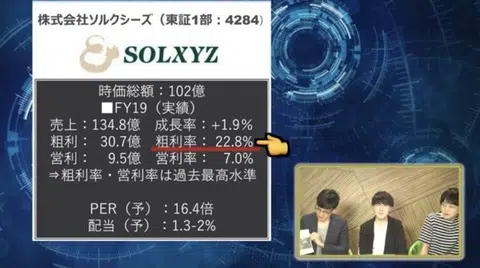 株式会社ソルクシーズ（東証1部：4284）
SOLXYZ
時価総額：102億
■FY19（実績）
売上：134.8億　成長率：+1.9%
粗利：30.7億　粗利率：22.8%
営利：9.5億　営利率：7.0%
⇒粗利率・営利率は過去最高水準
PER（予）：16.4倍
配当（予）：1.3-2%